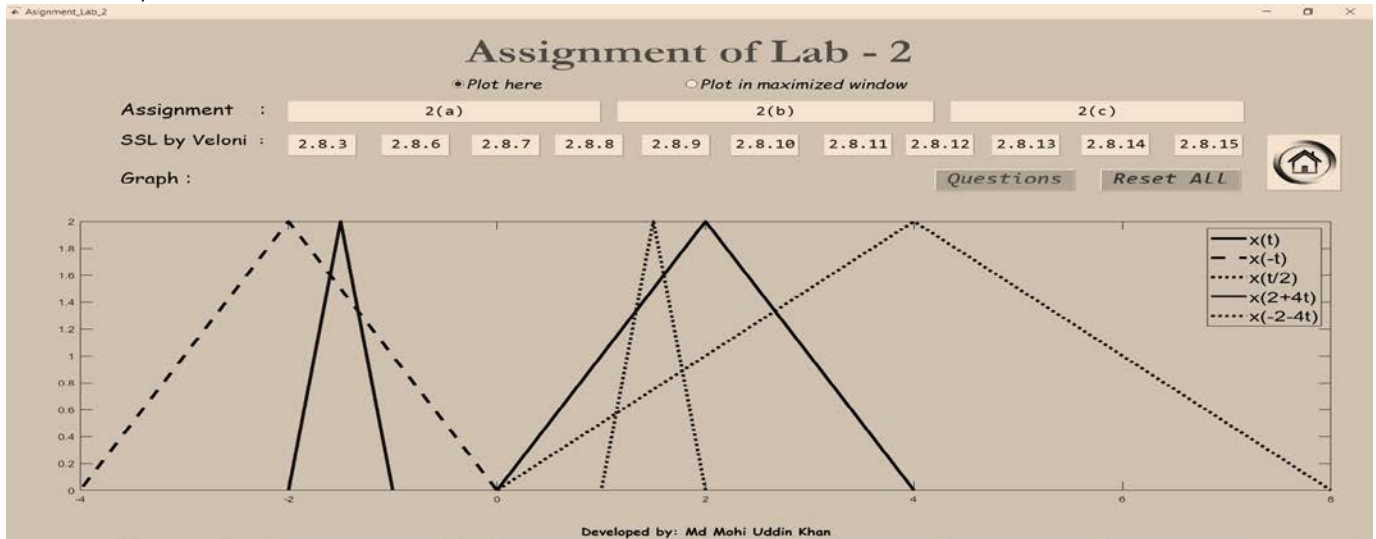 Asignment_Lab_2
Assignment of Lab - 2
Plot here Plot in maximized window
Assignment : 2(a) 2(b) 2(c)
SSL by Veloni : 2.8.3 2.8.6 2.8.7 2.8.8 2.8.9 2.8.10 2.8.11 2.8.12 2.8.13 2.8.14 2.8.15
Graph : Questions Reset ALL
2
1.8
1.6
1.4
1.2
1
0.8
0.6
0.4
0.2
0
-4 -2 0 2 4 6 8
x(t)
x(-t)
x(t/2)
x(2+4t)
x(-2-4t)
Developed by: Md Mohi Uddin Khan